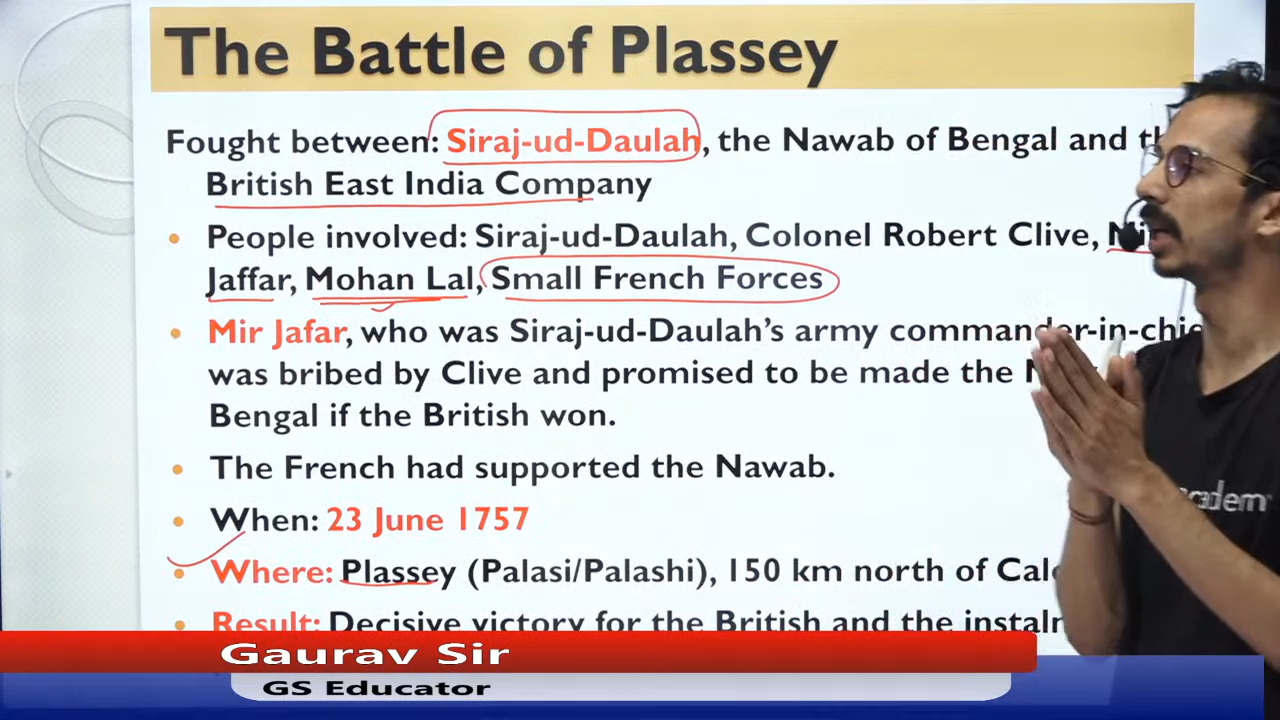 The Battle of Plassey
Fought between: Siraj-ud-Daulah, the Nawab of Bengal and
British East India Company
• People involved: Siraj-ud-Daulah, Colonel Robert Clive,
Jaffar, Mohan Lal, Small French Forces
• Mir Jafar, who was Siraj-ud-Daulah's army commander-in-chie
was bribed by Clive and promised to be made the
Bengal if the British won.
• The French had supported the Nawab.
• When: 23 June 1757
• Where: Plassey (Palasi/Palashi), 150 km north of
• Result: Decisive victory for the British and the
Gaurav Sir
GS Educator